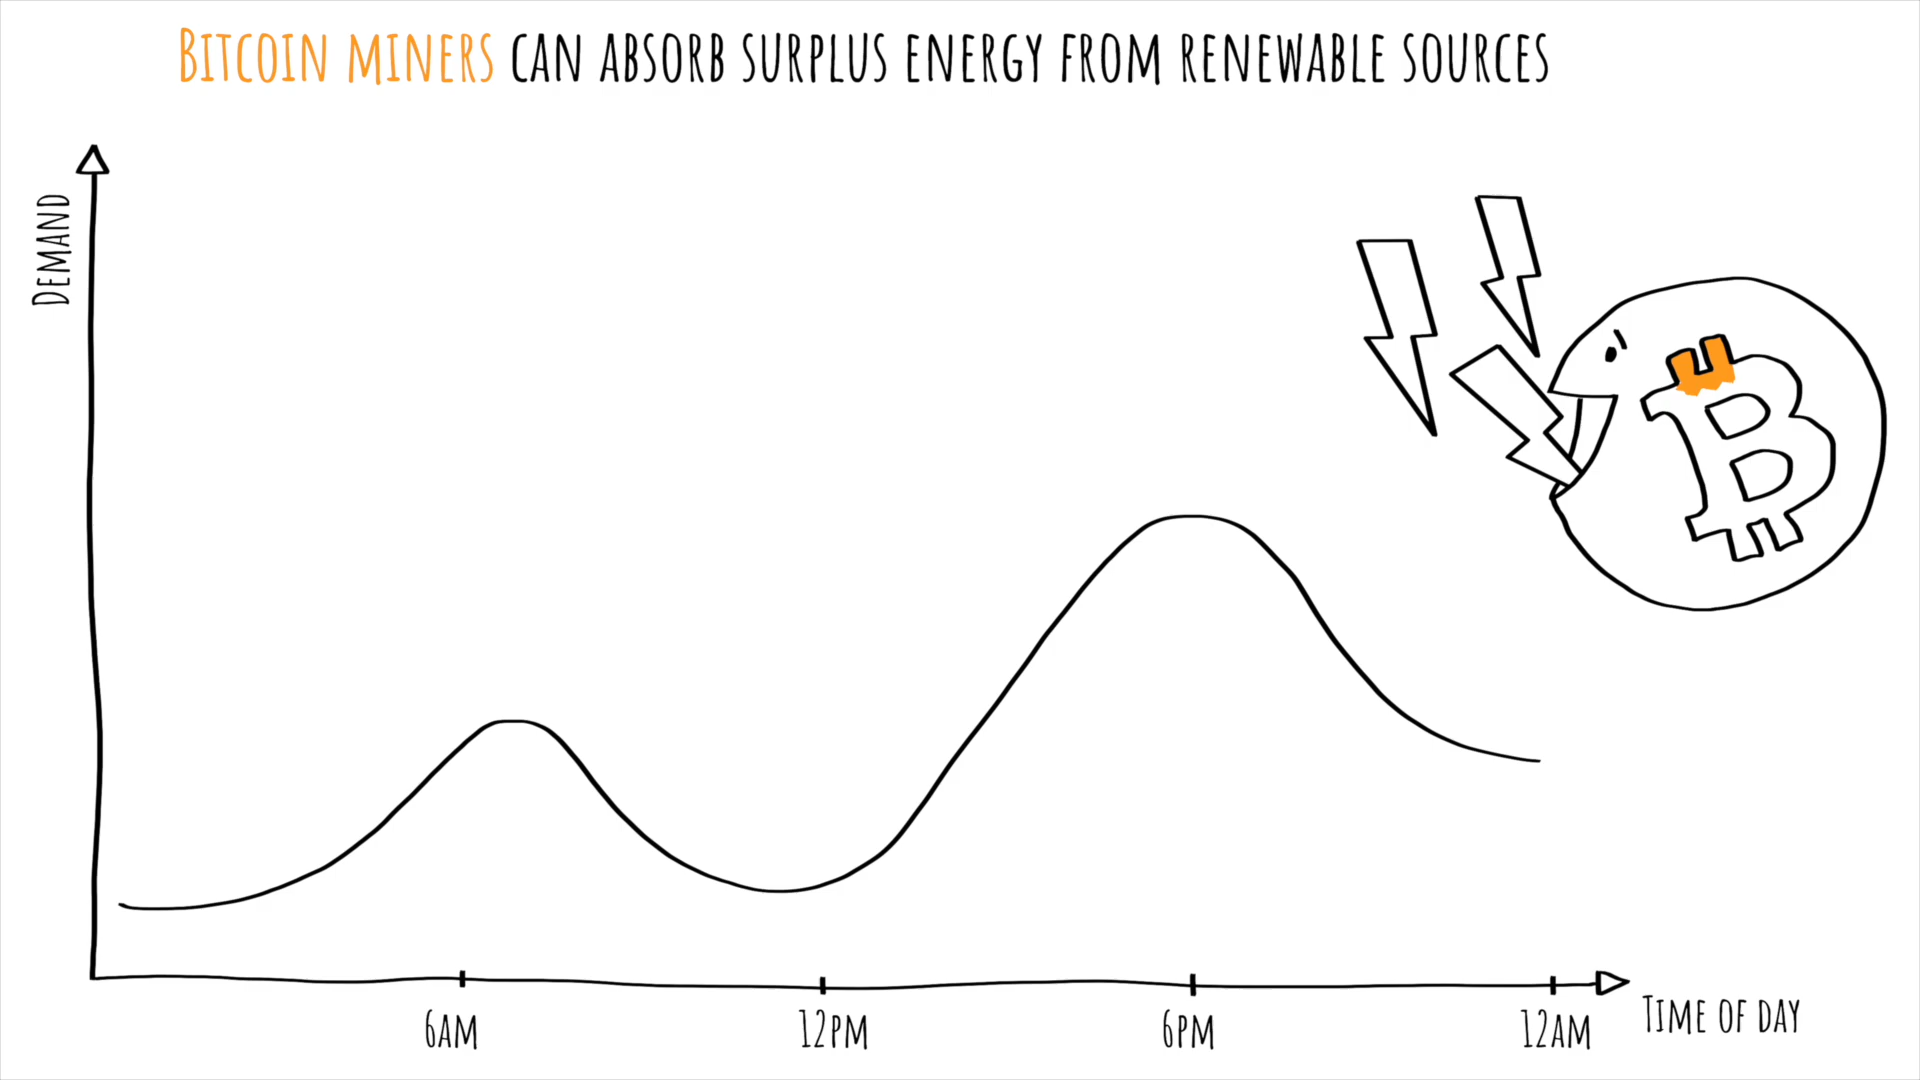 Bitcoin miners can absorb surplus energy from renewable sources
Demand
B
6am
12pm
6pm
12am
Time of day